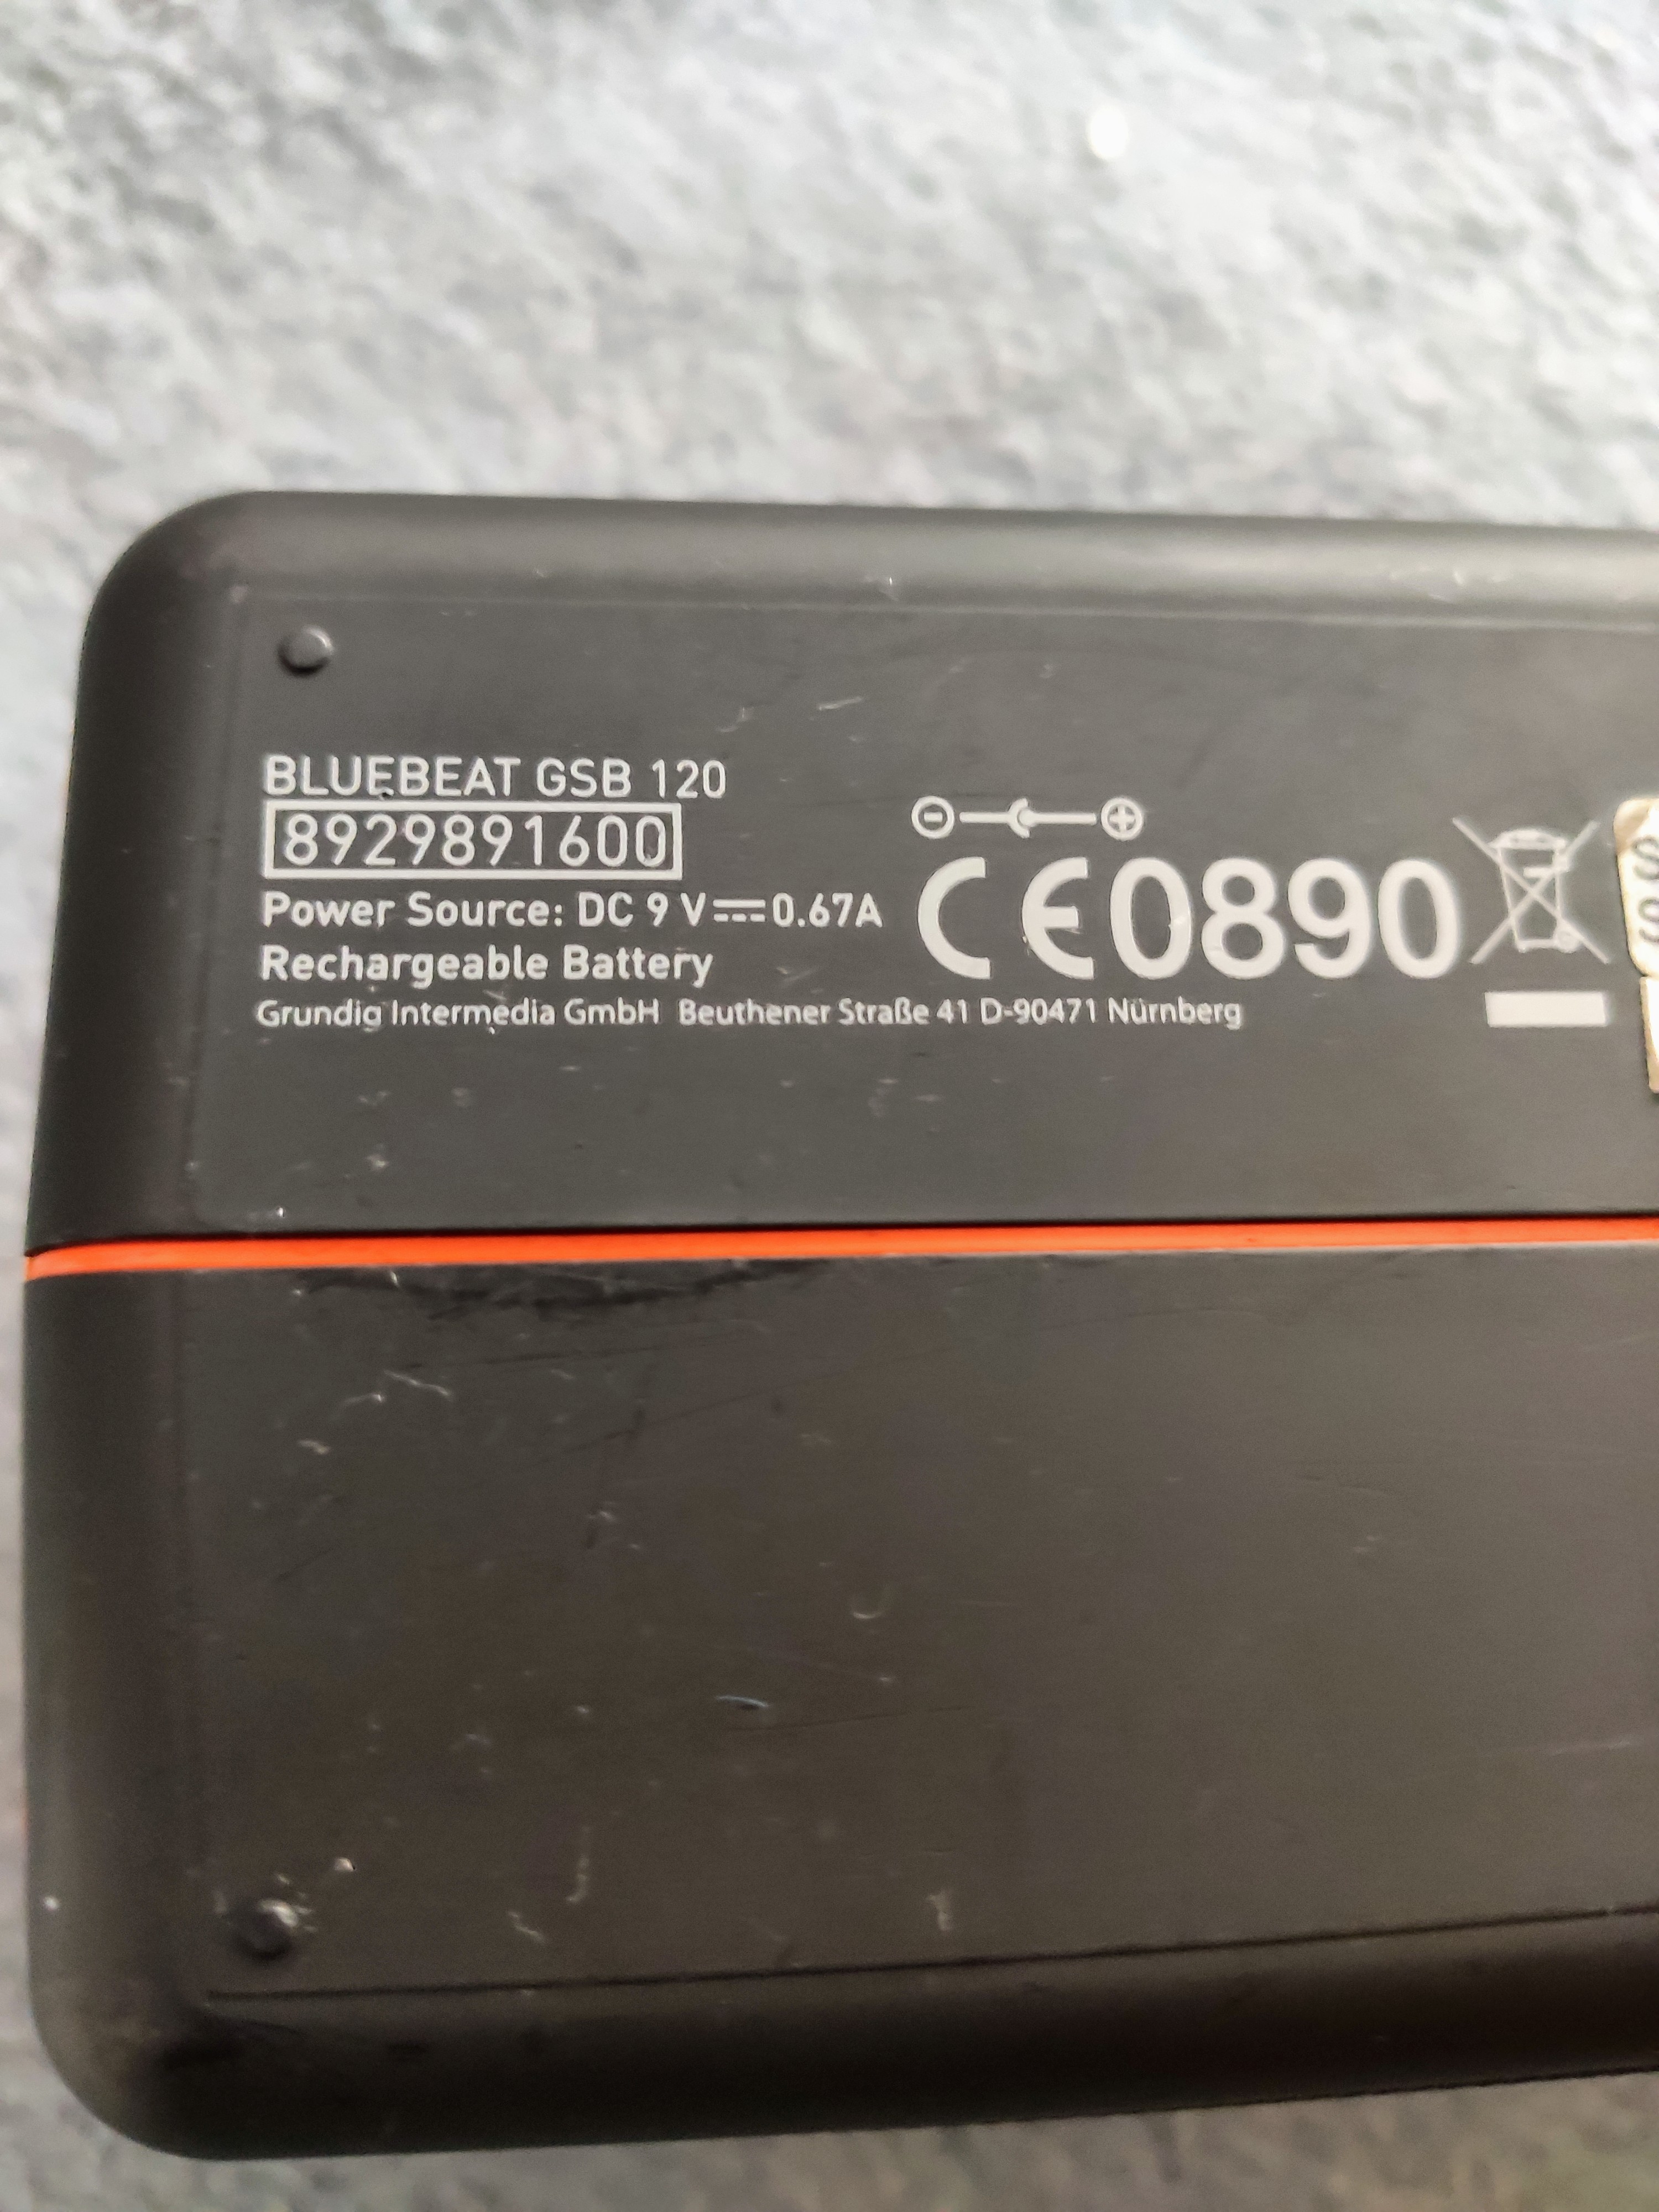 BLUEBEAT GSB 120
8929891600
Power Source: DC 9 V⎓0.67A
Rechargeable Battery
CE0890
Grundig Intermedia GmbH Beuthener Straße 41 D-90471 Nürnberg